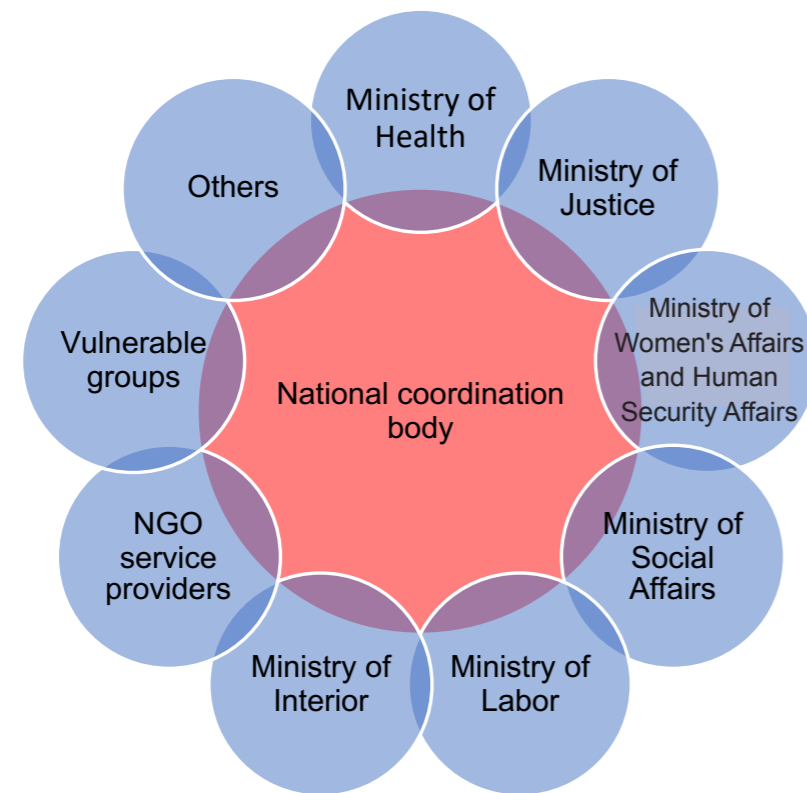 Ministry of
Health
Ministry of
Justice
Ministry of
Women's Affairs
and Human
Security Affairs
Ministry of
Social
Affairs
Ministry of
Labor
Ministry of
Interior
NGO
service
providers
Vulnerable
groups
Others
National coordination
body